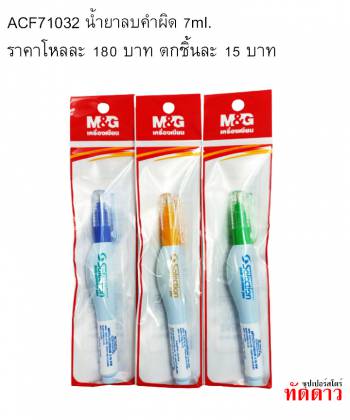 ACF71032 น้ำยาลบคำผิด 7ml.
ราคาโหลละ 180 บาท ตกชิ้นละ 15 บาท
M&G M&G M&G
เครื่องเขียน เครื่องเขียน เครื่องเขียน
ซุปเปอร์สโตร์
ทัดดาว